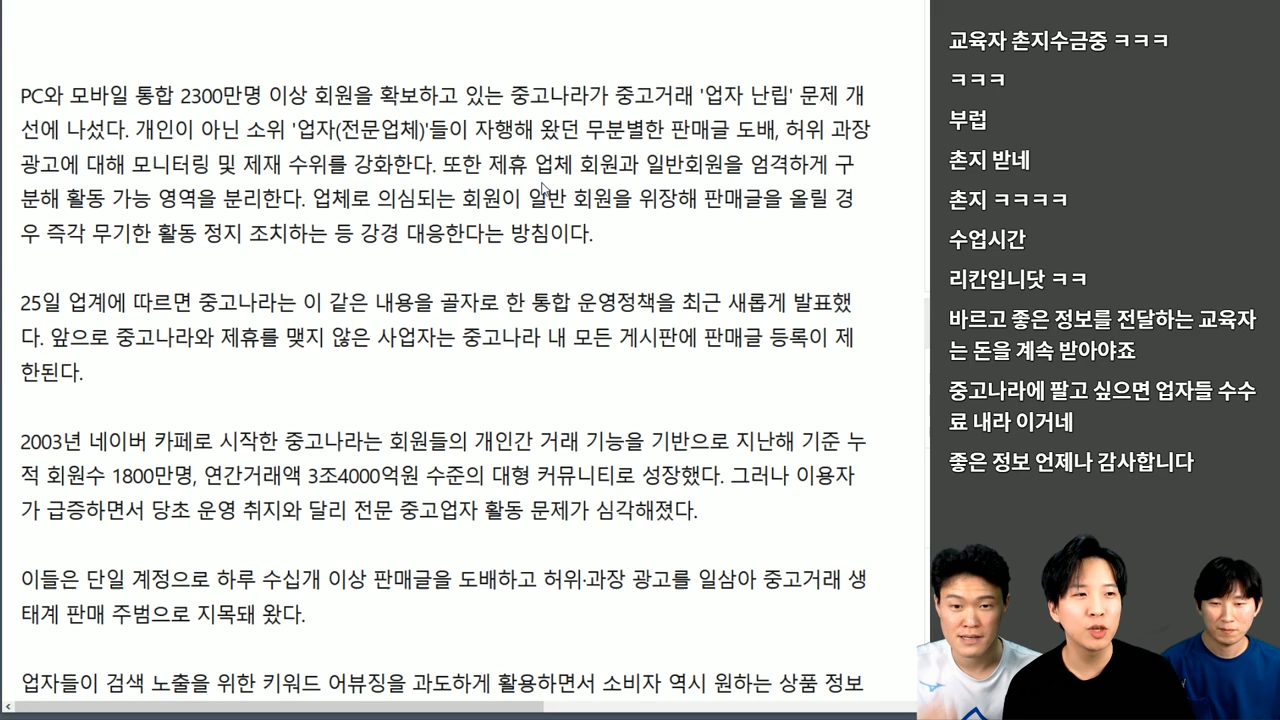 PC와 모바일 통합 2300만명 이상 회원을 확보하고 있는 중고나라가 중고거래 '업자 난립' 문제 개
선에 나섰다. 개인이 아닌 소위 '업자(전문업체)'들이 자행해 왔던 무분별한 판매글 도배, 허위 과장
광고에 대해 모니터링 및 제재 수위를 강화한다. 또한 제휴 업체 회원과 일반회원을 엄격하게 구
분해 활동 가능 영역을 분리한다. 업체로 의심되는 회원이 일반 회원을 위장해 판매글을 올릴 경
우 즉각 무기한 활동 정지 조치하는 등 강경 대응한다는 방침이다.
25일 업계에 따르면 중고나라는 이 같은 내용을 골자로 한 통합 운영정책을 최근 새롭게 발표했
다. 앞으로 중고나라와 제휴를 맺지 않은 사업자는 중고나라 내 모든 게시판에 판매글 등록이 제
한된다.
2003년 네이버 카페로 시작한 중고나라는 회원들의 개인간 거래 기능을 기반으로 지난해 기준 누
적 회원수 1800만명, 연간거래액 3조4000억원 수준의 대형 커뮤니티로 성장했다. 그러나 이용자
가 급증하면서 당초 운영 취지와 달리 전문 중고업자 활동 문제가 심각해졌다.
이들은 단일 계정으로 하루 수십개 이상 판매글을 도배하고 허위·과장 광고를 일삼아 중고거래 생
태계 판매 주범으로 지목돼 왔다.
업자들이 검색 노출을 위한 키워드 어뷰징을 과도하게 활용하면서 소비자 역시 원하는 상품 정보
교육자 촌지수금중 ㅋㅋㅋ
ㅋㅋㅋ
부럽
촌지 받네
촌지 ㅋㅋㅋㅋ
수업시간
리칸입니닷 ㅋㅋ
바르고 좋은 정보를 전달하는 교육자
는 돈을 계속 받아야죠
중고나라에 팔고 싶으면 업자들 수수
료 내라 이거네
좋은 정보 언제나 감사합니다